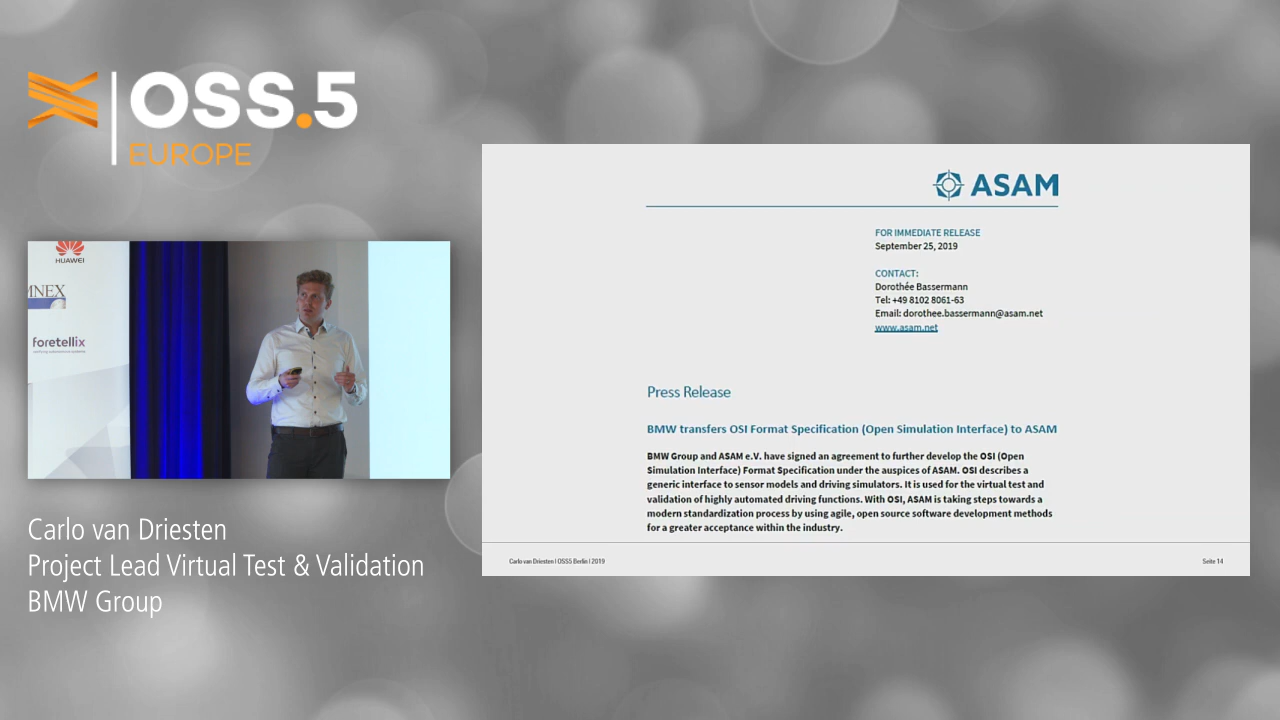 OSS.5
EUROPE
HUAWEI
foretellix
Carlo van Driesten
Project Lead Virtual Test & Validation
BMW Group
ASAM
FOR IMMEDIATE RELEASE
September 25, 2019
CONTACT:
Dorothée Bassermann
Tel: +49 8102 8061-63
Email: dorothee.bassermann@asam.net
www.asam.net
Press Release
BMW transfers OSI Format Specification (Open Simulation Interface) to ASAM
BMW Group and ASAM e.V. have signed an agreement to further develop the OSI (Open
Simulation Interface) Format Specification under the auspices of ASAM. OSI describes a
generic interface to sensor models and driving simulators. It is used for the virtual test and
validation of highly automated driving functions. With OSI, ASAM is taking steps towards a
modern standardization process by using agile, open source software development methods
for a greater acceptance within the industry.
Carlo van Driesten I OSS5 Berlin I 2019
Seite 14